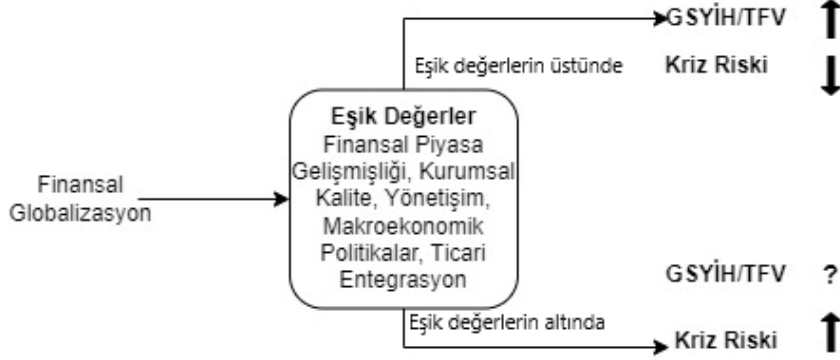 GSYİH/TFV
Eşik değerlerin üstünde
Kriz Riski
Eşik Değerler
Finansal Piyasa
Gelişmişliği, Kurumsal
Kalite, Yönetişim,
Makroekonomik
Politikalar, Ticari
Entegrasyon
Finansal
Globalizasyon
GSYİH/TFV ?
Eşik değerlerin altında
Kriz Riski